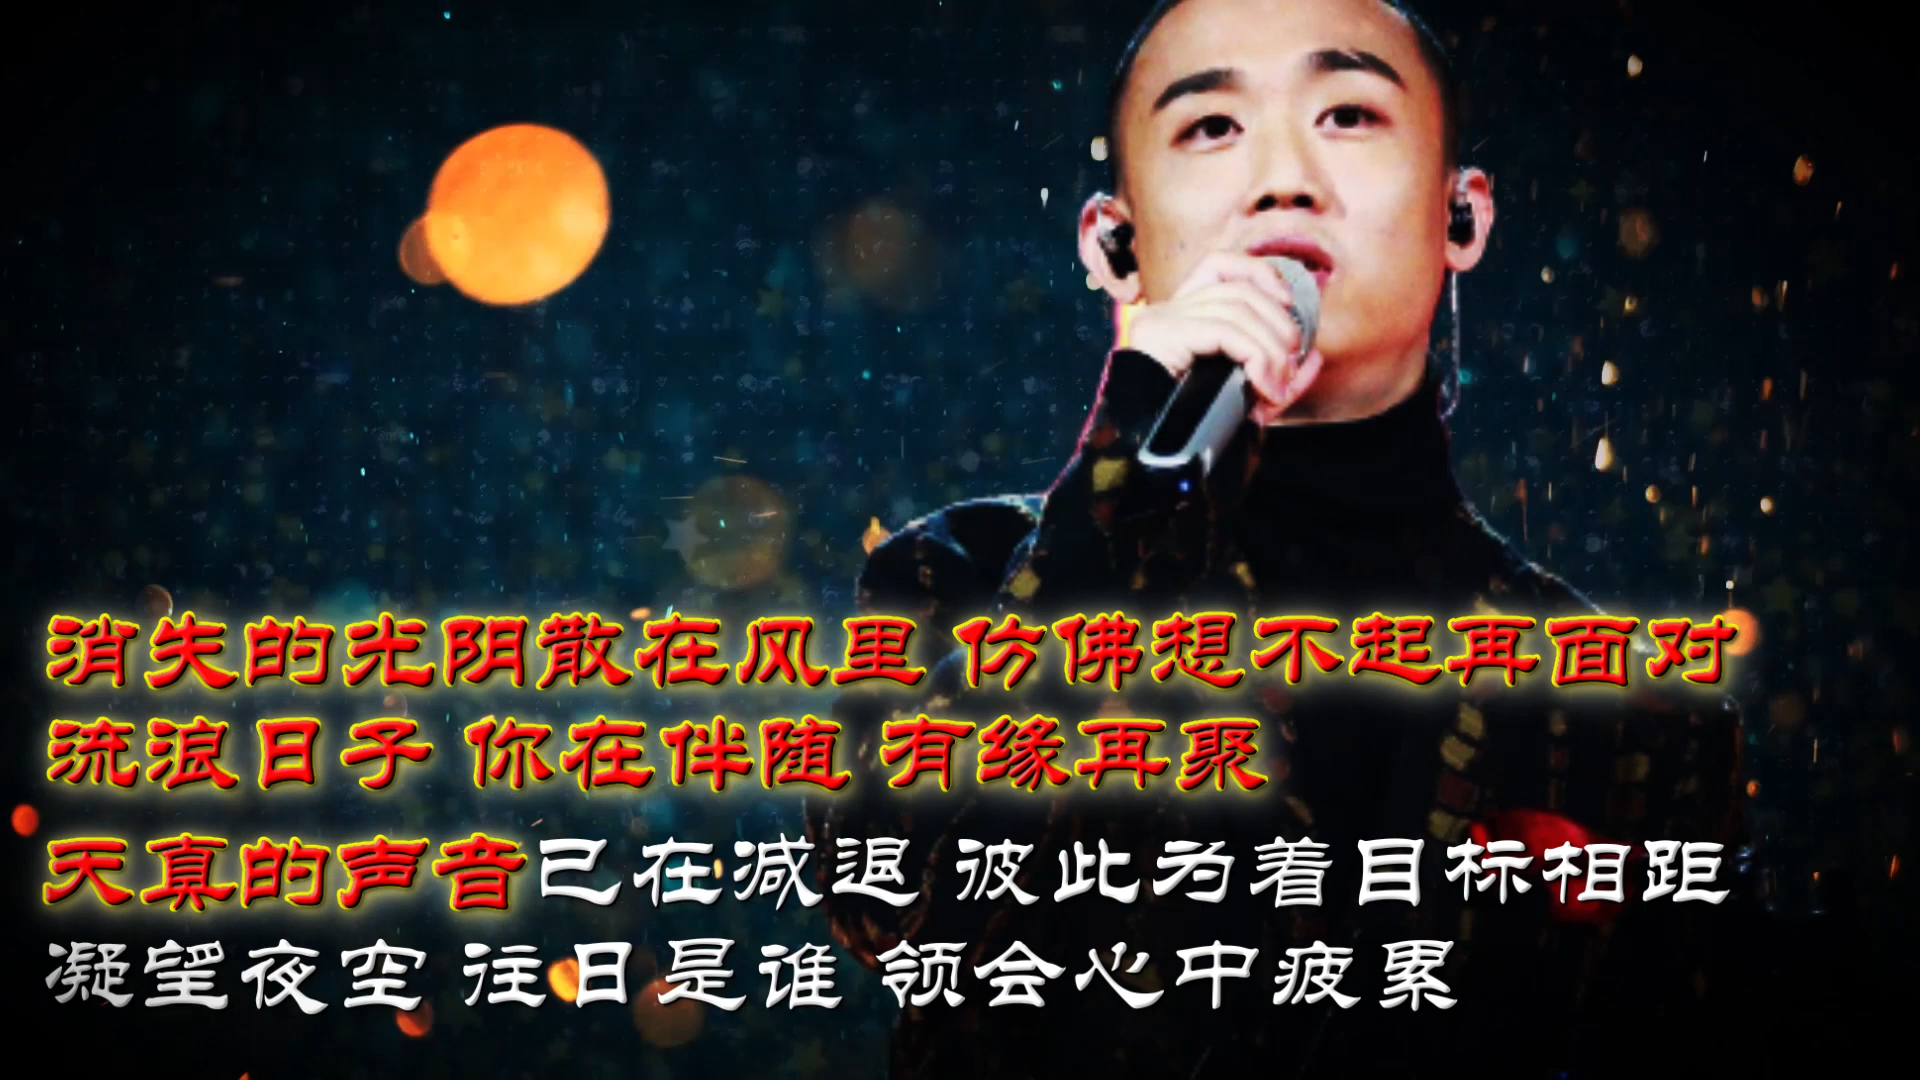 消失的光阴散在风里 仿佛想不起再面对
流浪日子 你在伴随 有缘再聚
天真的声音已在减退 彼此为着目标相距
凝望夜空 往日是谁 领会心中疲累